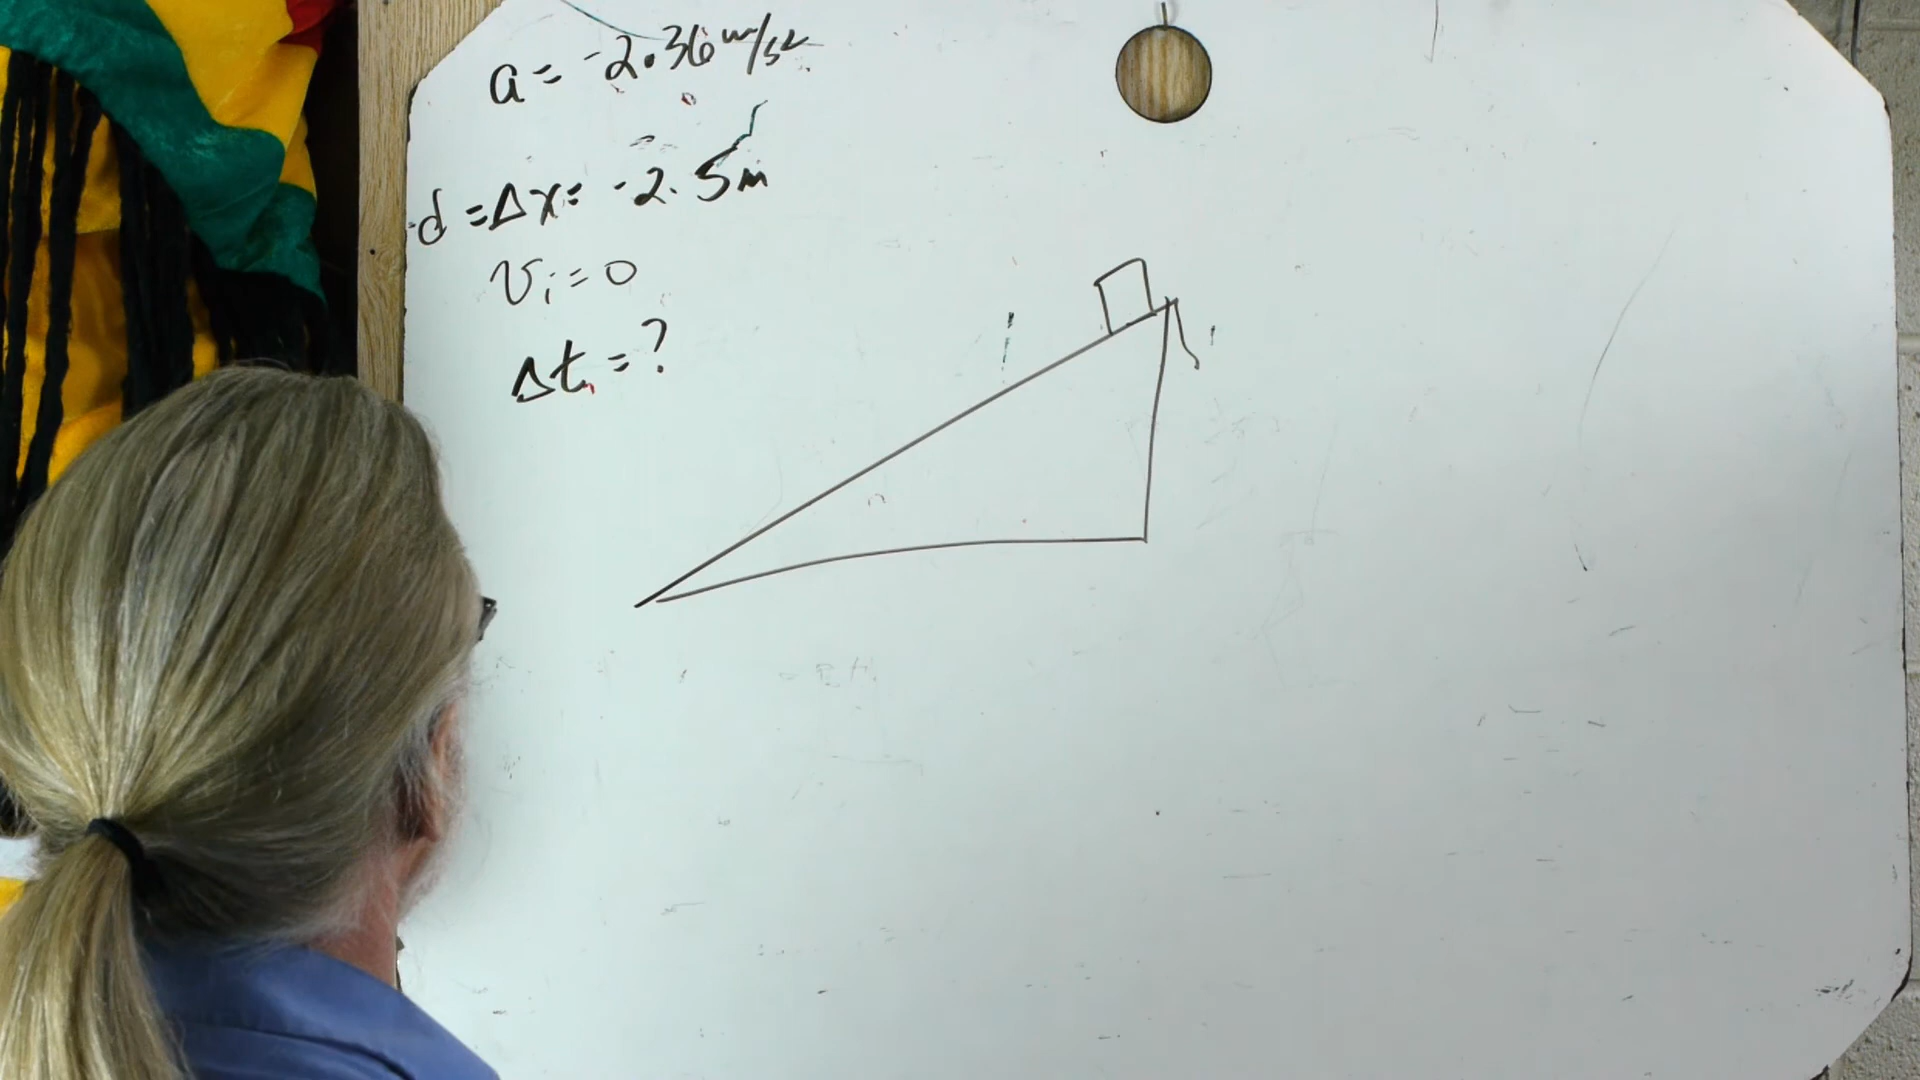 a = -2.36 m/s²
d = Δx = -2.5m
vi = 0
Δt = ?